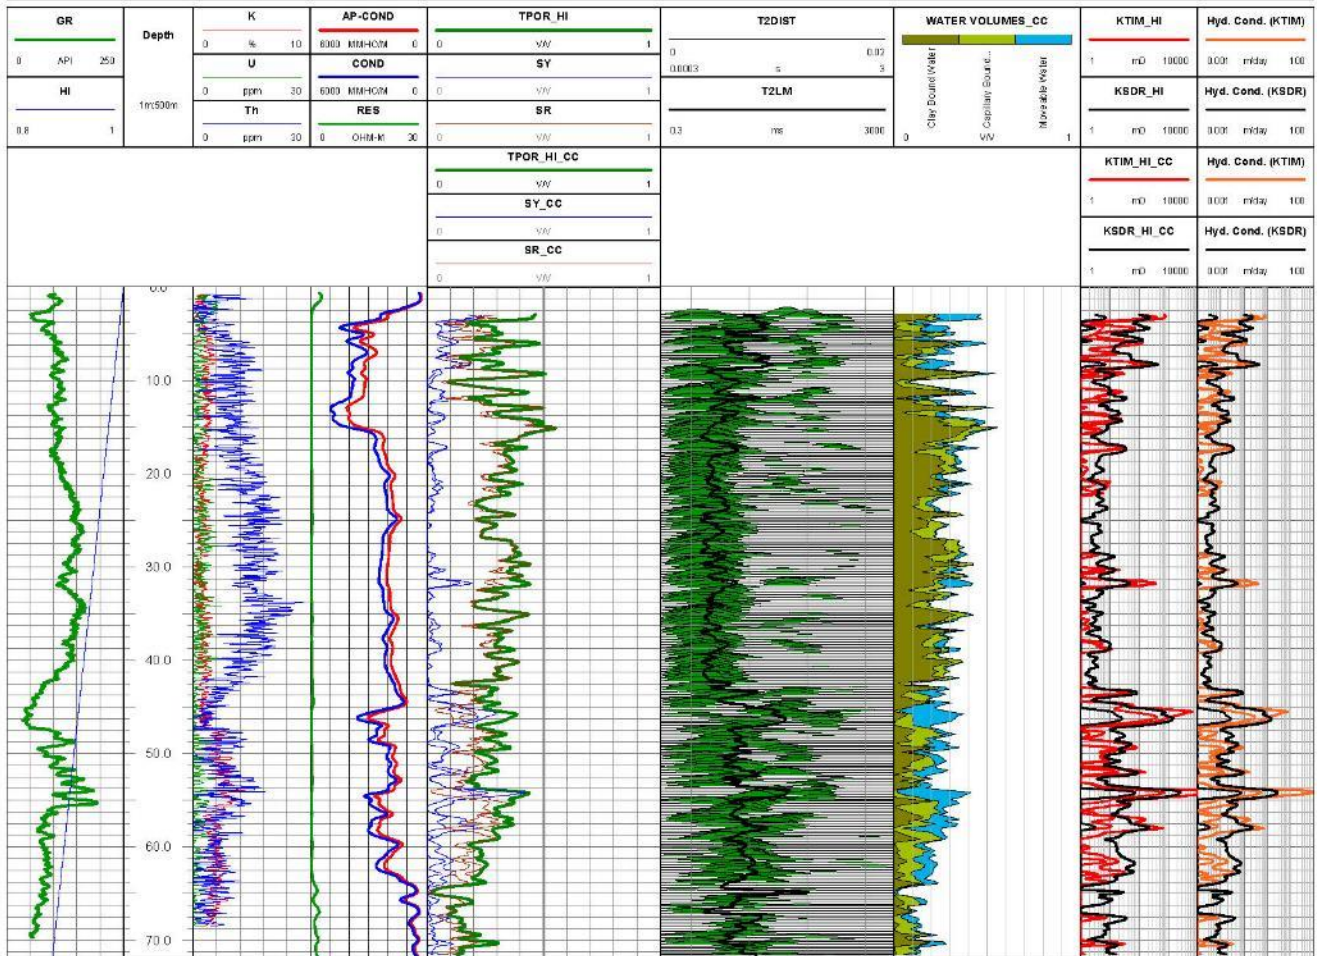 GR
0 API 250
HI
0.8 1
Depth
1m:500m
K
0 % 10
U
0 ppm 30
Th
0 ppm 30
AP-COND
6000 MMHO/M 0
COND
6000 MMHO/M 0
RES
0 OHM-M 30
TPOR_HI
0 V/V 1
SY
0 V/V 1
SR
0 V/V 1
TPOR_HI_CC
0 V/V 1
SY_CC
0 V/V 1
SR_CC
0 V/V 1
T2DIST
0 0.02
0.0003 s 3
T2LM
0.3 ms 3000
WATER VOLUMES_CC
Clay Bound Water
Capillary Bound...
Moveable Water
0 V/V 1
KTIM_HI
1 mD 10000
KSDR_HI
1 mD 10000
KTIM_HI_CC
1 mD 10000
KSDR_HI_CC
1 mD 10000
Hyd. Cond. (KTIM)
0.001 m/day 100
Hyd. Cond. (KSDR)
0.001 m/day 100
Hyd. Cond. (KTIM)
0.001 m/day 100
Hyd. Cond. (KSDR)
0.001 m/day 100
0.0
10.0
20.0
30.0
40.0
50.0
60.0
70.0